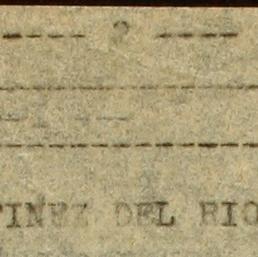 ----- 2 -----
TINEZ DEL RIO